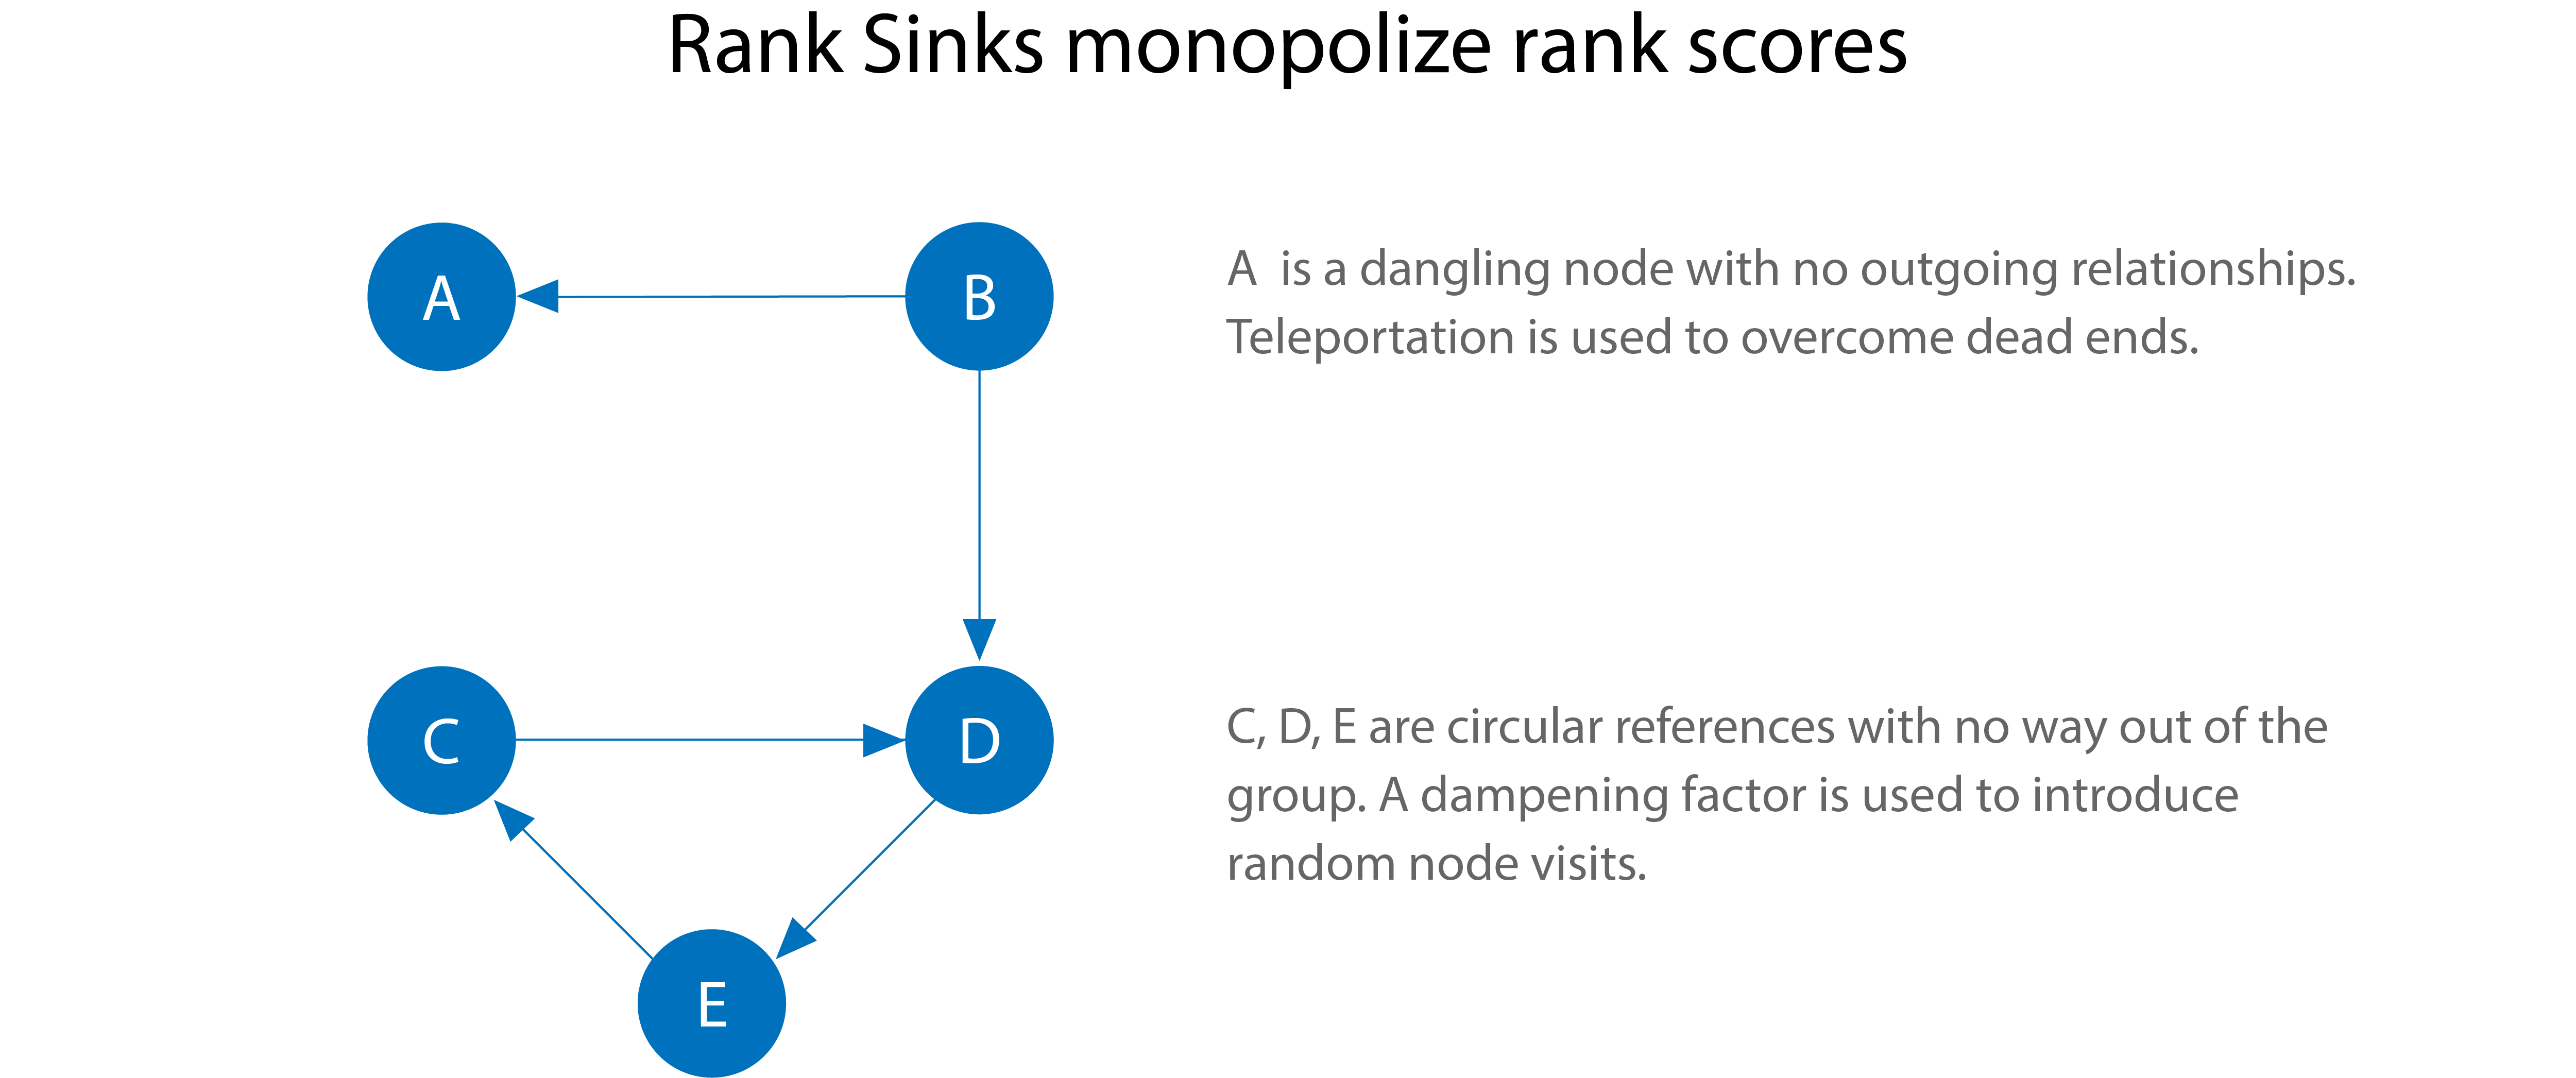 Rank Sinks monopolize rank scores
A
B
A is a dangling node with no outgoing relationships.
Teleportation is used to overcome dead ends.
C
D
C, D, E are circular references with no way out of the
group. A dampening factor is used to introduce
random node visits.
E